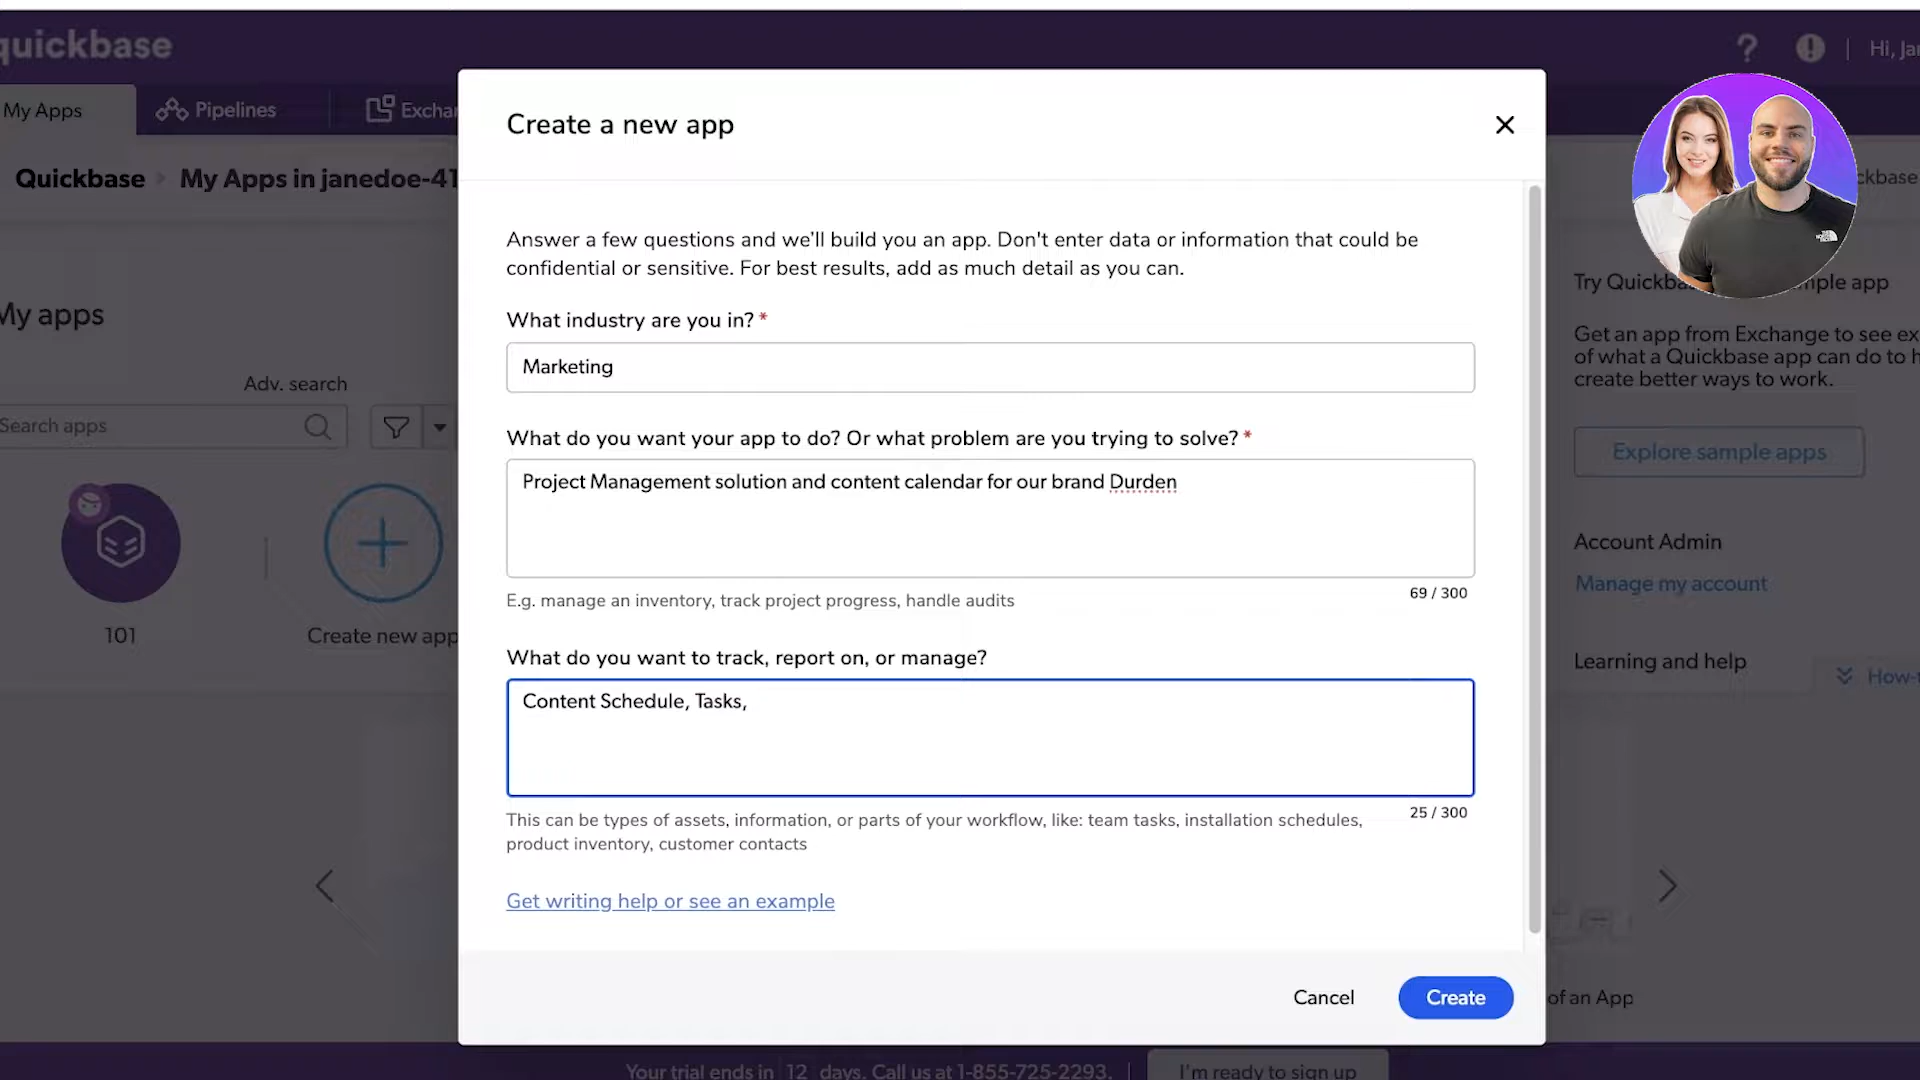 quickbase
Hi, Ja
My Apps
Pipelines
Exchan
Quickbase > My Apps in janedoe-41
My apps
Adv. search
Search apps
101
Create new app
Create a new app
Answer a few questions and we'll build you an app. Don't enter data or information that could be
confidential or sensitive. For best results, add as much detail as you can.
What industry are you in? *
Marketing
What do you want your app to do? Or what problem are you trying to solve? *
Project Management solution and content calendar for our brand Durden
69 / 300
E.g. manage an inventory, track project progress, handle audits
What do you want to track, report on, or manage?
Content Schedule, Tasks,
25 / 300
This can be types of assets, information, or parts of your workflow, like: team tasks, installation schedules,
product inventory, customer contacts
Get writing help or see an example
Cancel
Create
ckbase
Try Quickba
mple app
Get an app from Exchange to see ex
of what a Quickbase app can do to h
create better ways to work.
Explore sample apps
Account Admin
Manage my account
Learning and help
How-t
of an App
Your trial ends in 12 days. Call us at 1-855-725-2293. |
I'm ready to sign up